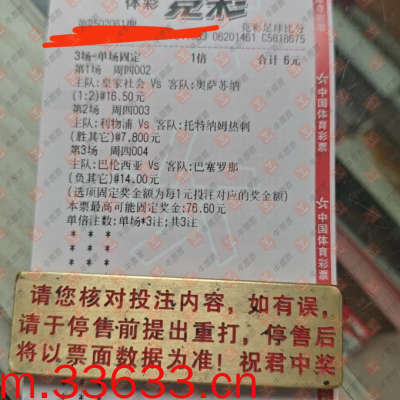 体彩 竞彩
竞彩足球比分
06201461 C5618675
3场-单场固定 1倍 合计 6元
第1场 周四002
主队:皇家社会 Vs 客队:奥萨苏纳
(1:2)@16.50元
第2场 周四003
主队:利物浦 Vs 客队:托特纳姆热刺
(胜其它)@7.800元
第3场 周四004
主队:巴伦西亚 Vs 客队:巴塞罗那
(负其它)@14.00元
(选项固定奖金额为每1元投注对应的奖金额)
本票最高可能固定奖金:76.60元
单倍注数:单场*3注;共3注
中国体育彩票
中国体育彩票
请您核对投注内容，如有误，
请于停售前提出重打，停售后
将以票面数据为准！祝君中奖
m.33633.cn